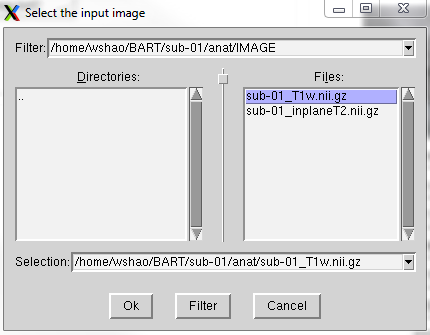 Select the input image
Filter: /home/wshao/BART/sub-01/anat/IMAGE
Directories:
Files:
..
sub-01_T1w.nii.gz
sub-01_inplaneT2.nii.gz
Selection: /home/wshao/BART/sub-01/anat/sub-01_T1w.nii.gz
Ok
Filter
Cancel